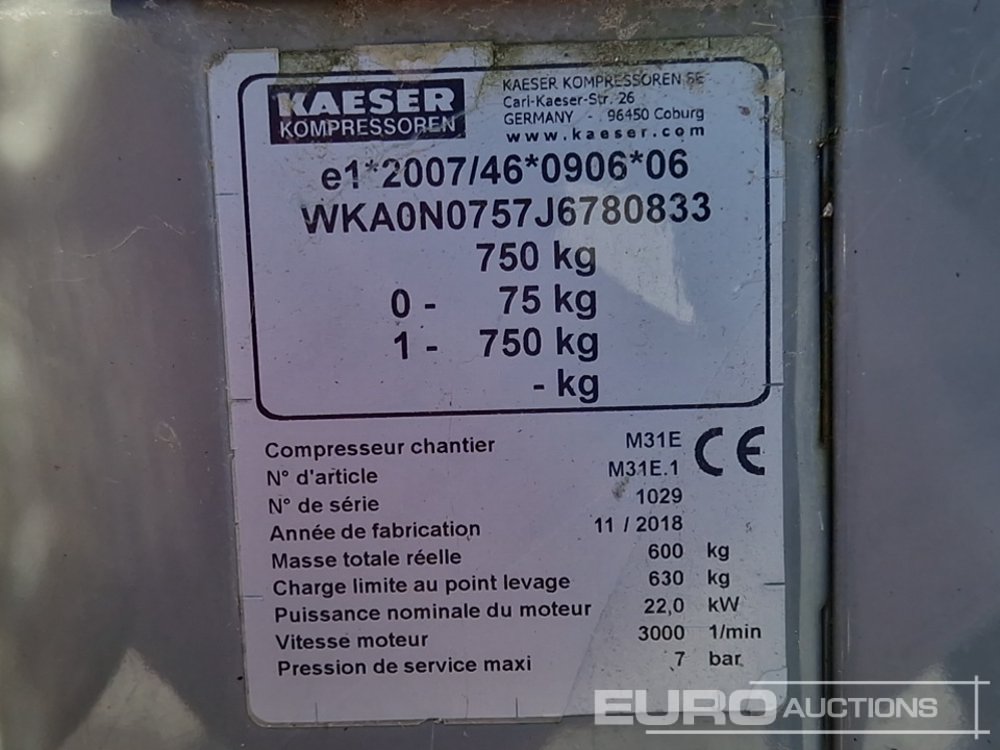 KAESER
KOMPRESSOREN
KAESER KOMPRESSOREN SE
Carl-Kaeser-Str. 26
GERMANY - 96450 Coburg
www.kaeser.com
e1*2007/46*0906*06
WKA0N0757J6780833
750 kg
0 - 75 kg
1 - 750 kg
- kg
Compresseur chantier M31E
N° d'article M31E.1
N° de série 1029
Année de fabrication 11 / 2018
Masse totale réelle 600 kg
Charge limite au point levage 630 kg
Puissance nominale du moteur 22,0 kW
Vitesse moteur 3000 1/min
Pression de service maxi 7 bar
CE
EURO AUCTIONS